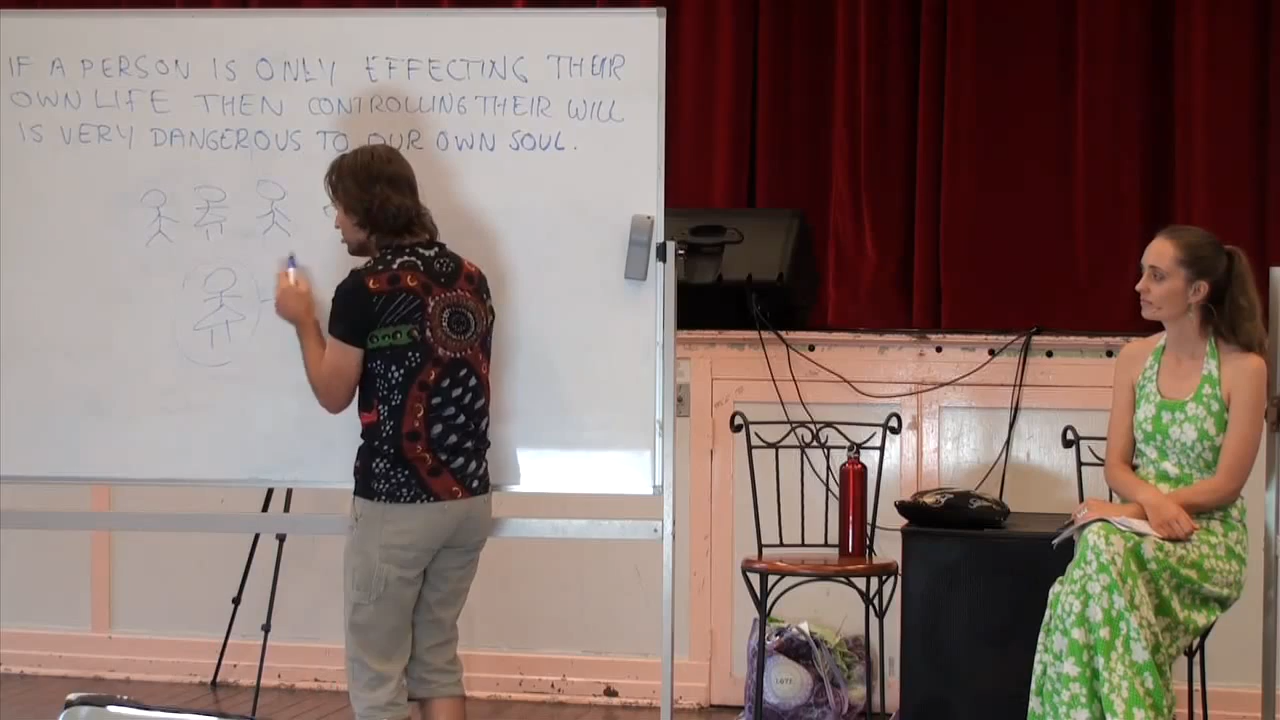 IF A PERSON IS ONLY EFFECTING THEIR
OWN LIFE THEN CONTROLLING THEIR WILL
IS VERY DANGEROUS TO OUR OWN SOUL.
LOVE